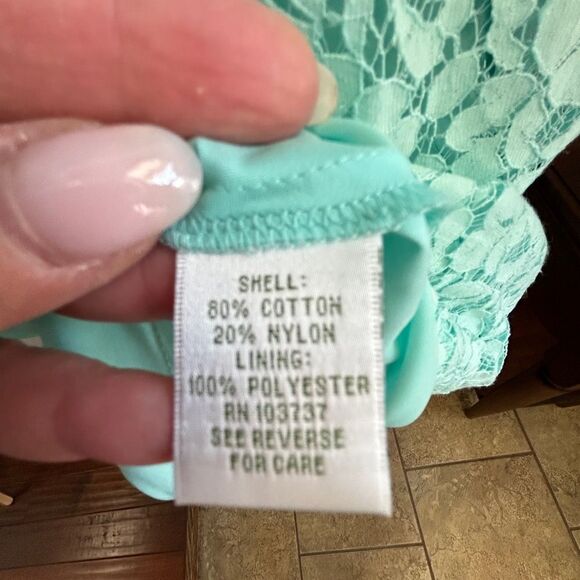 SHELL:
80% COTTON
20% NYLON
LINING:
100% POLYESTER
RN 103737
SEE REVERSE
FOR CARE